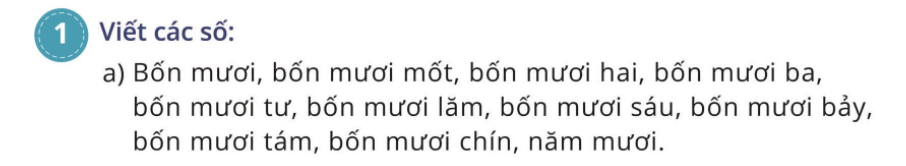 1 Viết các số:
a) Bốn mươi, bốn mươi mốt, bốn mươi hai, bốn mươi ba,
bốn mươi tư, bốn mươi lăm, bốn mươi sáu, bốn mươi bảy,
bốn mươi tám, bốn mươi chín, năm mươi.